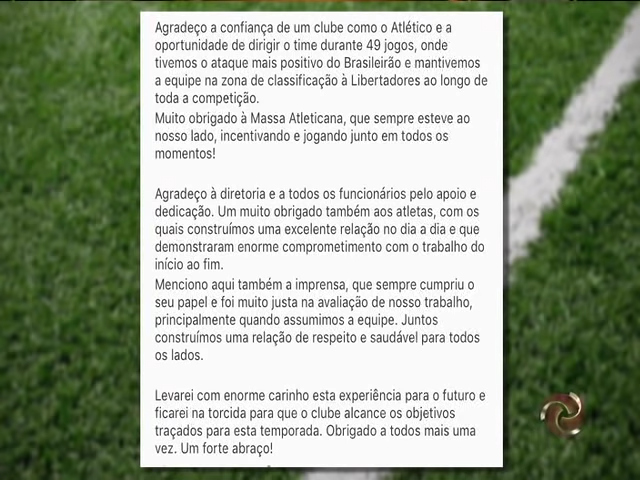 Agradeço a confiança de um clube como o Atlético e a
oportunidade de dirigir o time durante 49 jogos, onde
tivemos o ataque mais positivo do Brasileirão e mantivemos
a equipe na zona de classificação à Libertadores ao longo de
toda a competição.
Muito obrigado à Massa Atleticana, que sempre esteve ao
nosso lado, incentivando e jogando junto em todos os
momentos!
Agradeço à diretoria e a todos os funcionários pelo apoio e
dedicação. Um muito obrigado também aos atletas, com os
quais construímos uma excelente relação no dia a dia e que
demonstraram enorme comprometimento com o trabalho do
início ao fim.
Menciono aqui também a imprensa, que sempre cumpriu o
seu papel e foi muito justa na avaliação de nosso trabalho,
principalmente quando assumimos a equipe. Juntos
construímos uma relação de respeito e saudável para todos
os lados.
Levarei com enorme carinho esta experiência para o futuro e
ficarei na torcida para que o clube alcance os objetivos
traçados para esta temporada. Obrigado a todos mais uma
vez. Um forte abraço!